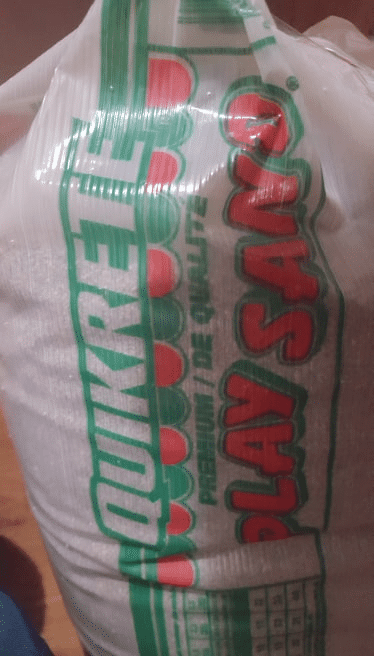 QUIKRETE
PREMIUM / DE QUALITÉ
PLAY SAND®